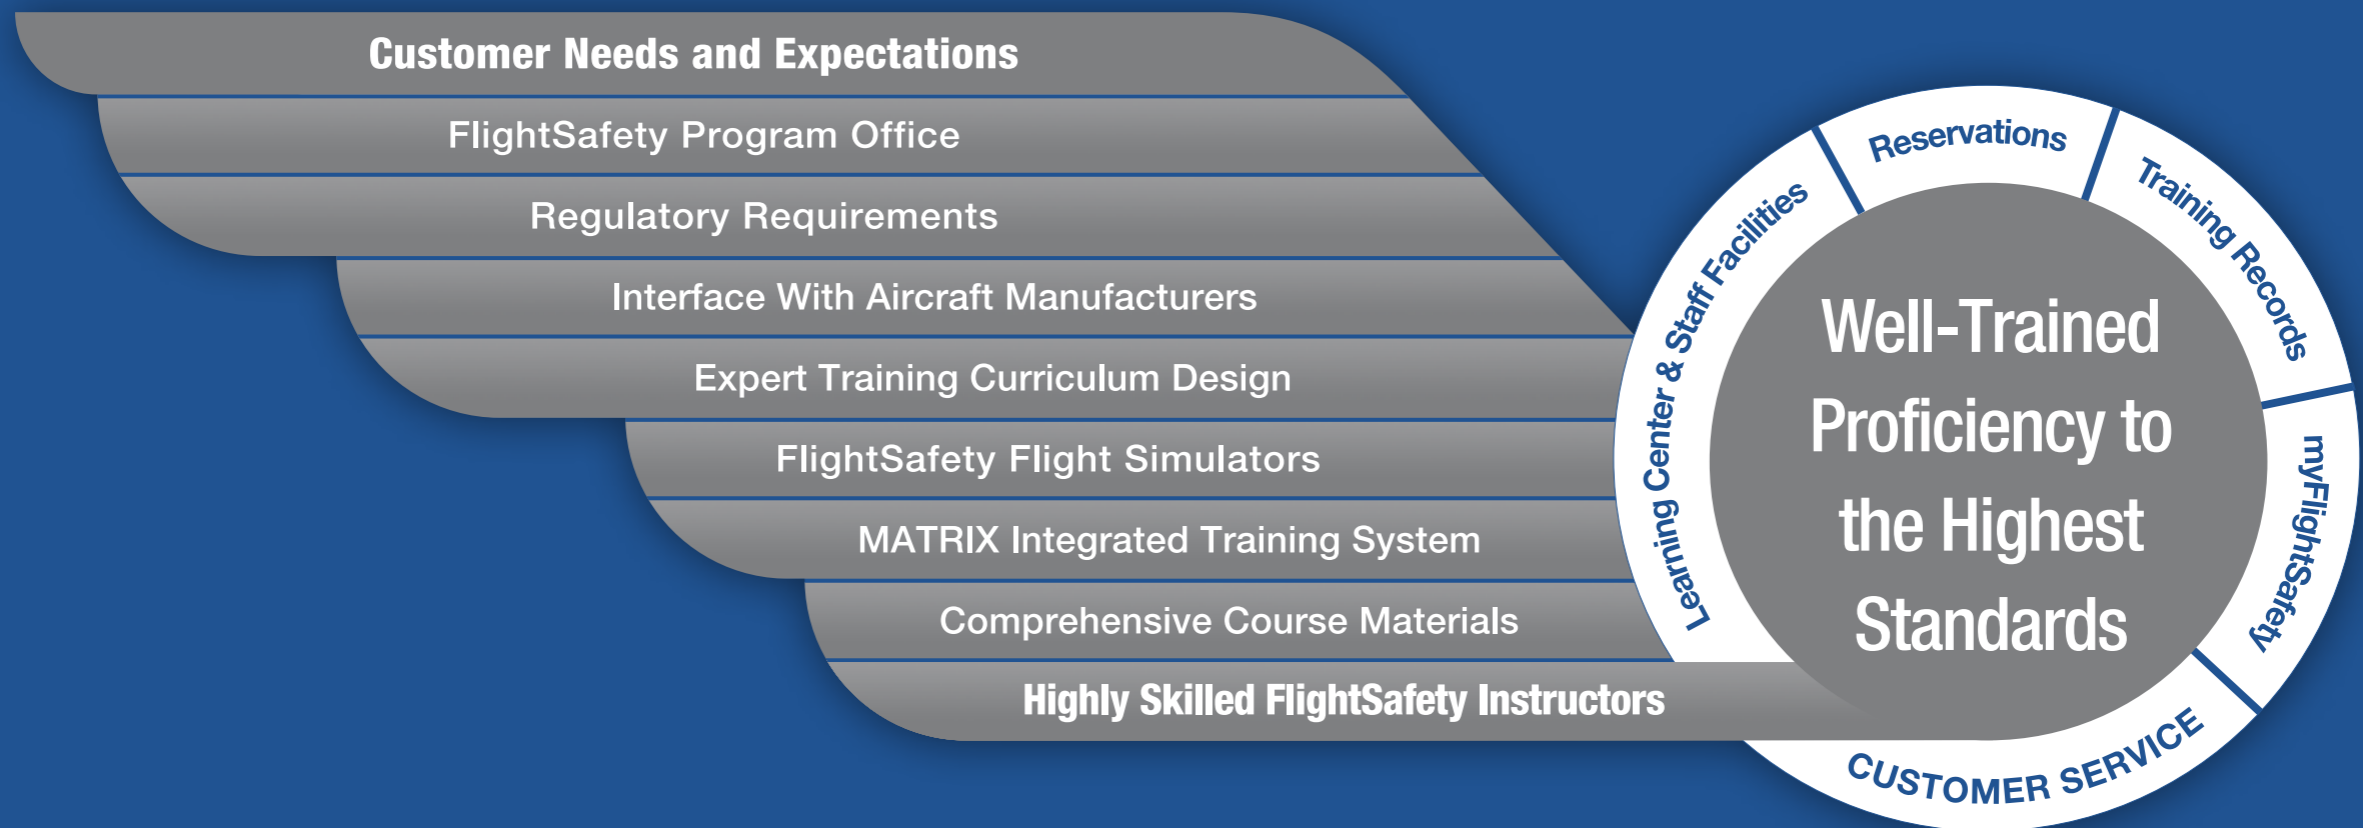 Customer Needs and Expectations
FlightSafety Program Office
Regulatory Requirements
Interface With Aircraft Manufacturers
Expert Training Curriculum Design
FlightSafety Flight Simulators
MATRIX Integrated Training System
Comprehensive Course Materials
Highly Skilled FlightSafety Instructors
Learning Center & Staff Facilities
Reservations
Training Records
myFlightSafety
CUSTOMER SERVICE
Well-Trained
Proficiency to
the Highest
Standards